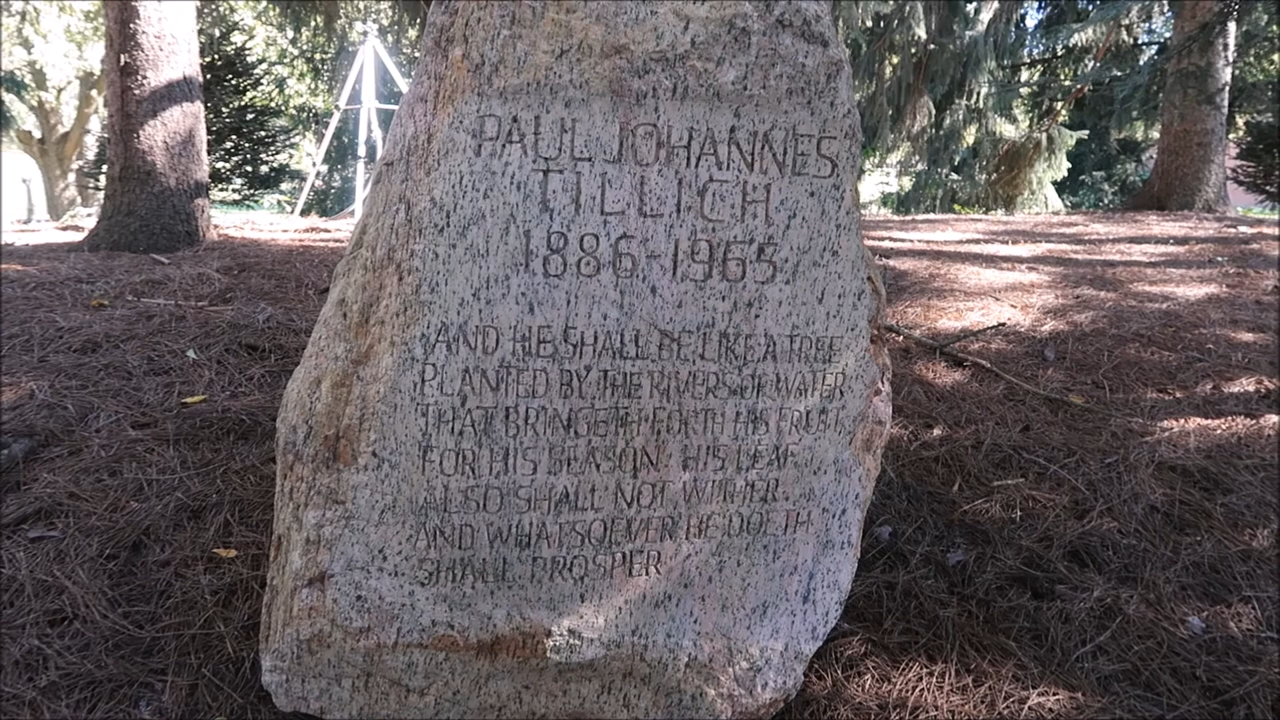 PAUL JOHANNES
TILLICH
1886-1965
AND HE SHALL BE LIKE A TREE
PLANTED BY THE RIVERS OF WATER
THAT BRINGETH FORTH HIS FRUIT
FOR HIS SEASON HIS LEAF
ALSO SHALL NOT WITHER
AND WHATSOEVER HE DOETH
SHALL PROSPER